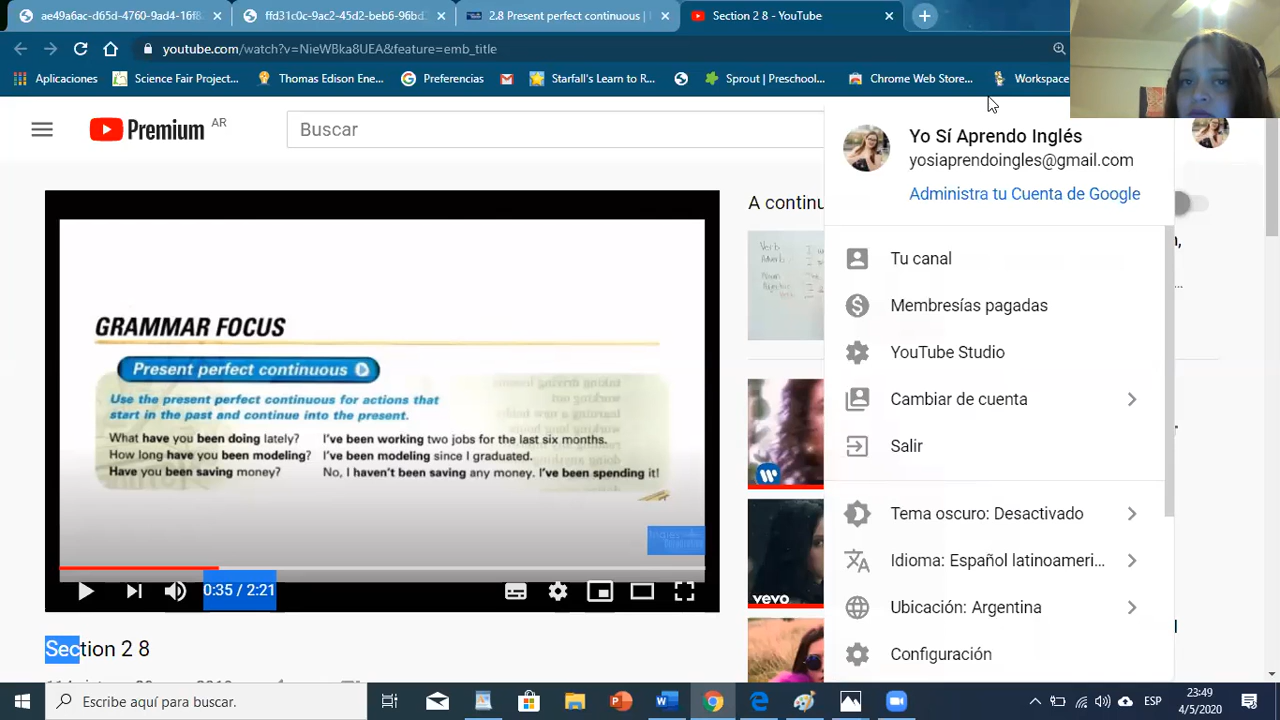 ae49a6ac-d65d-4760-9ad4-16f8
ffd31c0c-9ac2-45d2-beb6-96bd
2.8 Present perfect continuous |
Section 2 8 - YouTube
youtube.com/watch?v=NieWBka8UEA&feature=emb_title
Aplicaciones
Science Fair Project...
Thomas Edison Ene...
Preferencias
Starfall's Learn to R...
Sprout | Preschool...
Chrome Web Store...
Workspace
Premium AR
Buscar
Yo Sí Aprendo Inglés
yosiaprendoingles@gmail.com
Administra tu Cuenta de Google
A continu
Tu canal
Membresías pagadas
YouTube Studio
Cambiar de cuenta
Salir
Tema oscuro: Desactivado
Idioma: Español latinoameri...
Ubicación: Argentina
Configuración
GRAMMAR FOCUS
Present perfect continuous
Use the present perfect continuous for actions that
start in the past and continue into the present.
What have you been doing lately? I've been working two jobs for the last six months.
How long have you been modeling? I've been modeling since I graduated.
Have you been saving money? No, I haven't been saving any money. I've been spending it!
Verb
Adverb
vevo
0:35 / 2:21
Section 2 8
Escribe aquí para buscar.
ESP
23:49
4/5/2020